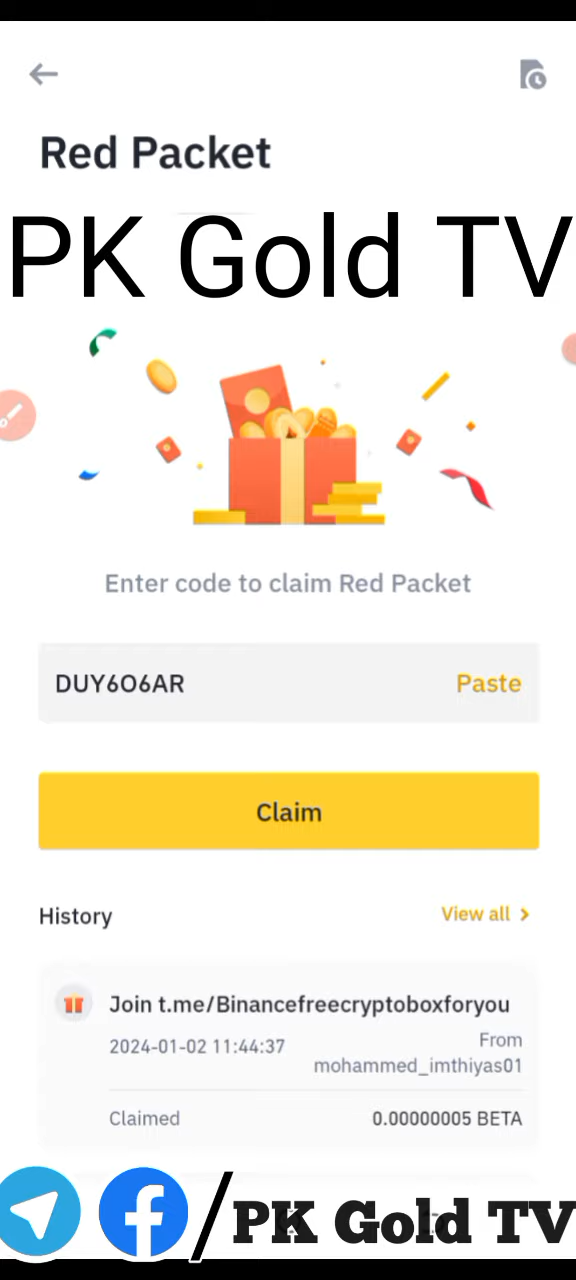 Red Packet
PK Gold TV
Enter code to claim Red Packet
DUY6O6AR Paste
Claim
History View all >
Join t.me/Binancefreecryptoboxforyou
2024-01-02 11:44:37 From
mohammed_imthiyas01
Claimed 0.00000005 BETA
/PK Gold TV